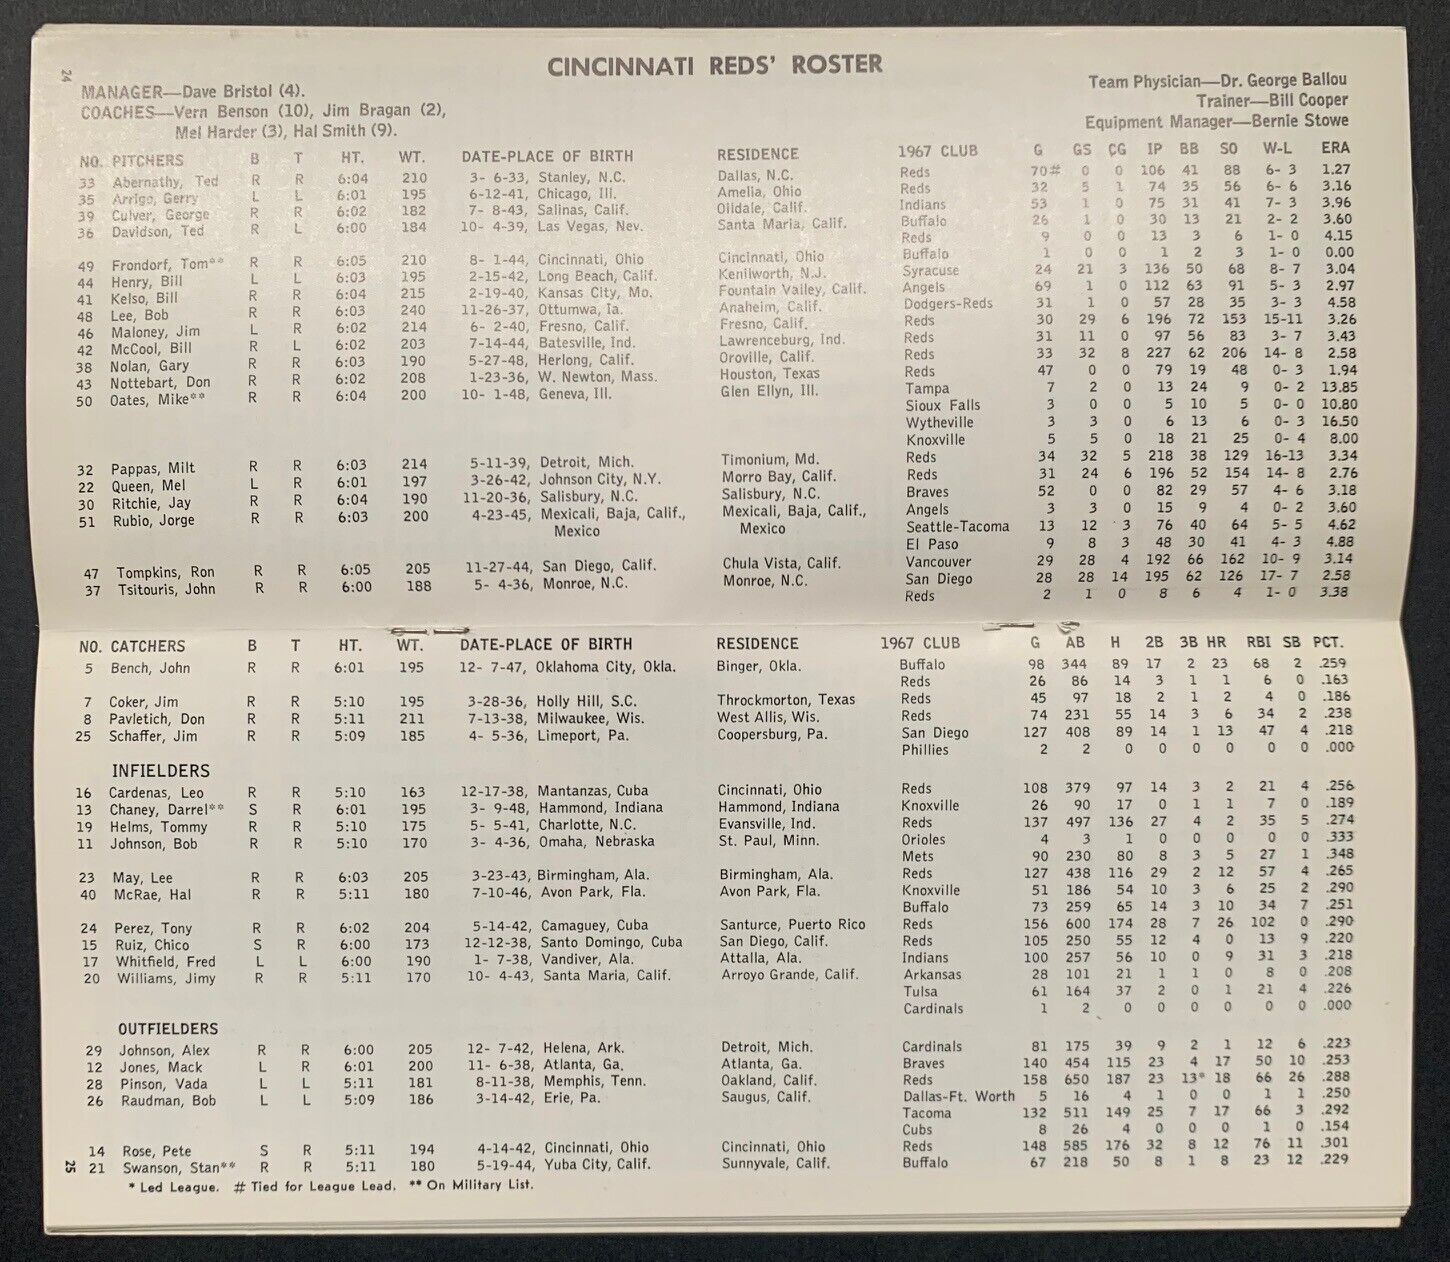 24
CINCINNATI REDS' ROSTER
MANAGER—Dave Bristol (4).
COACHES—Vern Benson (10), Jim Bragan (2),
Mel Harder (3), Hal Smith (9).
Team Physician—Dr. George Ballou
Trainer—Bill Cooper
Equipment Manager—Bernie Stowe
NO. PITCHERS B T HT. WT. DATE-PLACE OF BIRTH RESIDENCE 1967 CLUB G GS CG IP BB SO W-L ERA
33 Abernathy, Ted R R 6:04 210 3- 6-33, Stanley, N.C. Dallas, N.C. Reds 70# 0 0 106 41 88 6- 3 1.27
35 Arrigo, Gerry L L 6:01 195 6-12-41, Chicago, Ill. Amelia, Ohio Reds 32 5 1 74 35 56 6- 6 3.16
39 Culver, George R R 6:02 182 7- 8-43, Salinas, Calif. Olidale, Calif. Indians 53 1 0 75 31 41 7- 3 3.96
36 Davidson, Ted R L 6:00 184 10- 4-39, Las Vegas, Nev. Santa Maria, Calif. Buffalo 26 1 0 30 13 21 2- 2 3.60
Reds 9 0 0 13 3 6 1- 0 4.15
49 Frondorf, Tom** R R 6:05 210 8- 1-44, Cincinnati, Ohio Cincinnati, Ohio Buffalo 1 0 0 1 2 3 1- 0 0.00
44 Henry, Bill L L 6:03 195 2-15-42, Long Beach, Calif. Kenilworth, N.J. Syracuse 24 21 3 136 50 68 8- 7 3.04
41 Kelso, Bill R R 6:04 215 2-19-40, Kansas City, Mo. Fountain Valley, Calif. Angels 69 1 0 112 63 91 5- 3 2.97
48 Lee, Bob R R 6:03 240 11-26-37, Ottumwa, Ia. Anaheim, Calif. Dodgers-Reds 31 1 0 57 28 35 3- 3 4.58
46 Maloney, Jim L R 6:02 214 6- 2-40, Fresno, Calif. Fresno, Calif. Reds 30 29 6 196 72 153 15-11 3.26
42 McCool, Bill R L 6:02 203 7-14-44, Batesville, Ind. Lawrenceburg, Ind. Reds 31 11 0 97 56 83 3- 7 3.43
38 Nolan, Gary R R 6:03 190 5-27-48, Herlong, Calif. Oroville, Calif. Reds 33 32 8 227 62 206 14- 8 2.58
43 Nottebart, Don R R 6:02 208 1-23-36, W. Newton, Mass. Houston, Texas Reds 47 0 0 79 19 48 0- 3 1.94
50 Oates, Mike** R R 6:04 200 10- 1-48, Geneva, Ill. Glen Ellyn, Ill. Tampa 7 2 0 13 24 9 0- 2 13.85
Sioux Falls 3 0 0 5 10 5 0- 0 10.80
Wytheville 3 3 0 6 13 6 0- 3 16.50
Knoxville 5 5 0 18 21 25 0- 4 8.00
32 Pappas, Milt R R 6:03 214 5-11-39, Detroit, Mich. Timonium, Md. Reds 34 32 5 218 38 129 16-13 3.34
22 Queen, Mel L R 6:01 197 3-26-42, Johnson City, N.Y. Morro Bay, Calif. Reds 31 24 6 196 52 154 14- 8 2.76
30 Ritchie, Jay R R 6:04 190 11-20-36, Salisbury, N.C. Salisbury, N.C. Braves 52 0 0 82 29 57 4- 6 3.18
51 Rubio, Jorge R R 6:03 200 4-23-45, Mexicali, Baja, Calif., Mexicali, Baja, Calif., Angels 3 3 0 15 9 4 0- 2 3.60
Mexico Mexico Seattle-Tacoma 13 12 3 76 40 64 5- 5 4.62
El Paso 9 8 3 48 30 41 4- 3 4.88
47 Tompkins, Ron R R 6:05 205 11-27-44, San Diego, Calif. Chula Vista, Calif. Vancouver 29 28 4 192 66 162 10- 9 3.14
37 Tsitouris, John R R 6:00 188 5- 4-36, Monroe, N.C. Monroe, N.C. San Diego 28 28 14 195 62 126 17- 7 2.58
Reds 2 1 0 8 6 4 1- 0 3.38
NO. CATCHERS B T HT. WT. DATE-PLACE OF BIRTH RESIDENCE 1967 CLUB G AB H 2B 3B HR RBI SB PCT.
5 Bench, John R R 6:01 195 12- 7-47, Oklahoma City, Okla. Binger, Okla. Buffalo 98 344 89 17 2 23 68 2 .259
Reds 26 86 14 3 1 1 6 0 .163
7 Coker, Jim R R 5:10 195 3-28-36, Holly Hill, S.C. Throckmorton, Texas Reds 45 97 18 2 1 2 4 0 .186
8 Pavletich, Don R R 5:11 211 7-13-38, Milwaukee, Wis. West Allis, Wis. Reds 74 231 55 14 3 6 34 2 .238
25 Schaffer, Jim R R 5:09 185 4- 5-36, Limeport, Pa. Coopersburg, Pa. San Diego 127 408 89 14 1 13 47 4 .218
Phillies 2 2 0 0 0 0 0 0 .000
INFIELDERS
16 Cardenas, Leo R R 5:10 163 12-17-38, Mantanzas, Cuba Cincinnati, Ohio Reds 108 379 97 14 3 2 21 4 .256
13 Chaney, Darrel** S R 6:01 195 3- 9-48, Hammond, Indiana Hammond, Indiana Knoxville 26 90 17 0 1 1 7 0 .189
19 Helms, Tommy R R 5:10 175 5- 5-41, Charlotte, N.C. Evansville, Ind. Reds 137 497 136 27 4 2 35 5 .274
11 Johnson, Bob R R 5:10 170 3- 4-36, Omaha, Nebraska St. Paul, Minn. Orioles 4 3 1 0 0 0 0 0 .333
Mets 90 230 80 8 3 5 27 1 .348
23 May, Lee R R 6:03 205 3-23-43, Birmingham, Ala. Birmingham, Ala. Reds 127 438 116 29 2 12 57 4 .265
40 McRae, Hal R R 5:11 180 7-10-46, Avon Park, Fla. Avon Park, Fla. Knoxville 51 186 54 10 3 6 25 2 .290
Buffalo 73 259 65 14 3 10 34 7 .251
24 Perez, Tony R R 6:02 204 5-14-42, Camaguey, Cuba Santurce, Puerto Rico Reds 156 600 174 28 7 26 102 0 .290
15 Ruiz, Chico S R 6:00 173 12-12-38, Santo Domingo, Cuba San Diego, Calif. Reds 105 250 55 12 4 0 13 9 .220
17 Whitfield, Fred L L 6:00 190 1- 7-38, Vandiver, Ala. Attalla, Ala. Indians 100 257 56 10 0 9 31 3 .218
20 Williams, Jimy R R 5:11 170 10- 4-43, Santa Maria, Calif. Arroyo Grande, Calif. Arkansas 28 101 21 1 1 0 8 0 .208
Tulsa 61 164 37 2 0 1 21 4 .226
Cardinals 1 2 0 0 0 0 0 0 .000
OUTFIELDERS
29 Johnson, Alex R R 6:00 205 12- 7-42, Helena, Ark. Detroit, Mich. Cardinals 81 175 39 9 2 1 12 6 .223
12 Jones, Mack L R 6:01 200 11- 6-38, Atlanta, Ga. Atlanta, Ga. Braves 140 454 115 23 4 17 50 10 .253
28 Pinson, Vada L L 5:11 181 8-11-38, Memphis, Tenn. Oakland, Calif. Reds 158 650 187 23 13* 18 66 26 .288
26 Raudman, Bob L L 5:09 186 3-14-42, Erie, Pa. Saugus, Calif. Dallas-Ft. Worth 5 16 4 1 0 0 1 1 .250
Tacoma 132 511 149 25 7 17 66 3 .292
Cubs 8 26 4 0 0 0 1 0 .154
14 Rose, Pete S R 5:11 194 4-14-42, Cincinnati, Ohio Cincinnati, Ohio Reds 148 585 176 32 8 12 76 11 .301
21 Swanson, Stan** R R 5:11 180 5-19-44, Yuba City, Calif. Sunnyvale, Calif. Buffalo 67 218 50 8 1 8 23 12 .229
25
* Led League. # Tied for League Lead. ** On Military List.